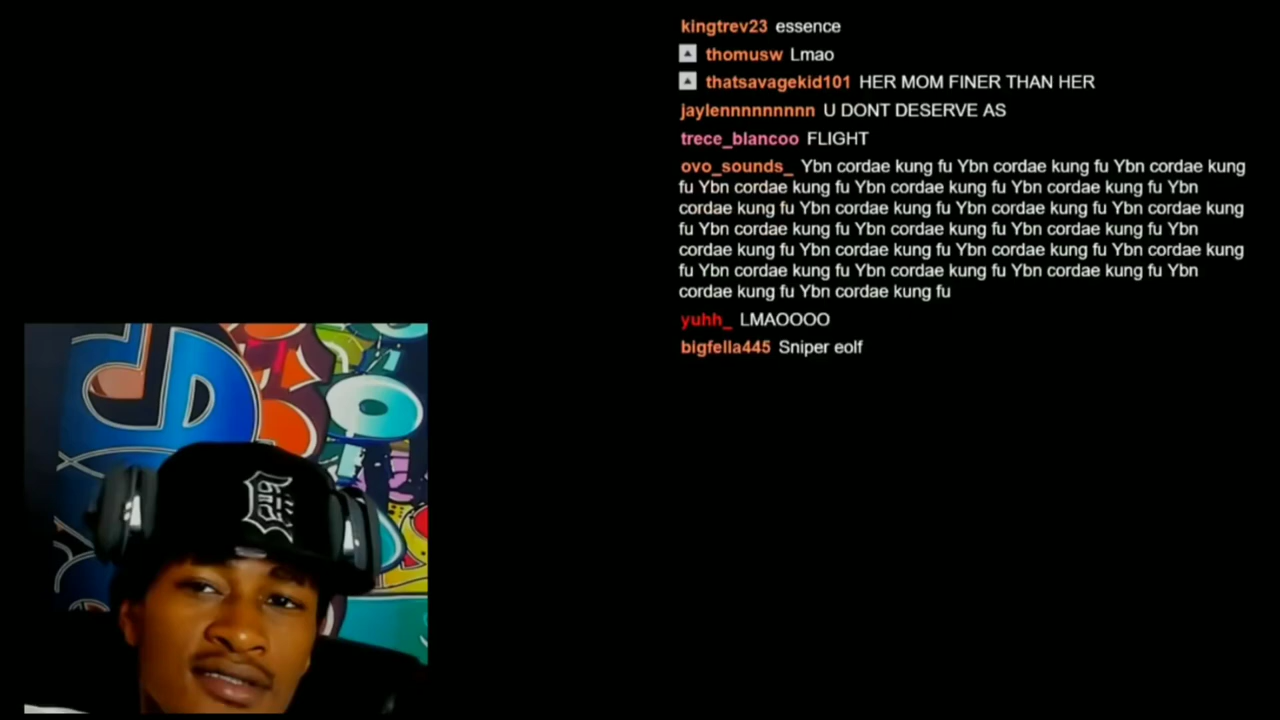 kingtrev23 essence
thomusw Lmao
thatsavagekid101 HER MOM FINER THAN HER
jaylennnnnnnnn U DONT DESERVE AS
trece_blancoo FLIGHT
ovo_sounds_ Ybn cordae kung fu Ybn cordae kung fu Ybn cordae kung
fu Ybn cordae kung fu Ybn cordae kung fu Ybn cordae kung fu Ybn
cordae kung fu Ybn cordae kung fu Ybn cordae kung fu Ybn cordae kung
fu Ybn cordae kung fu Ybn cordae kung fu Ybn cordae kung fu Ybn
cordae kung fu Ybn cordae kung fu Ybn cordae kung fu Ybn cordae kung
fu Ybn cordae kung fu Ybn cordae kung fu Ybn cordae kung fu Ybn
cordae kung fu Ybn cordae kung fu
yuhh_ LMAOOOO
bigfella445 Sniper eolf